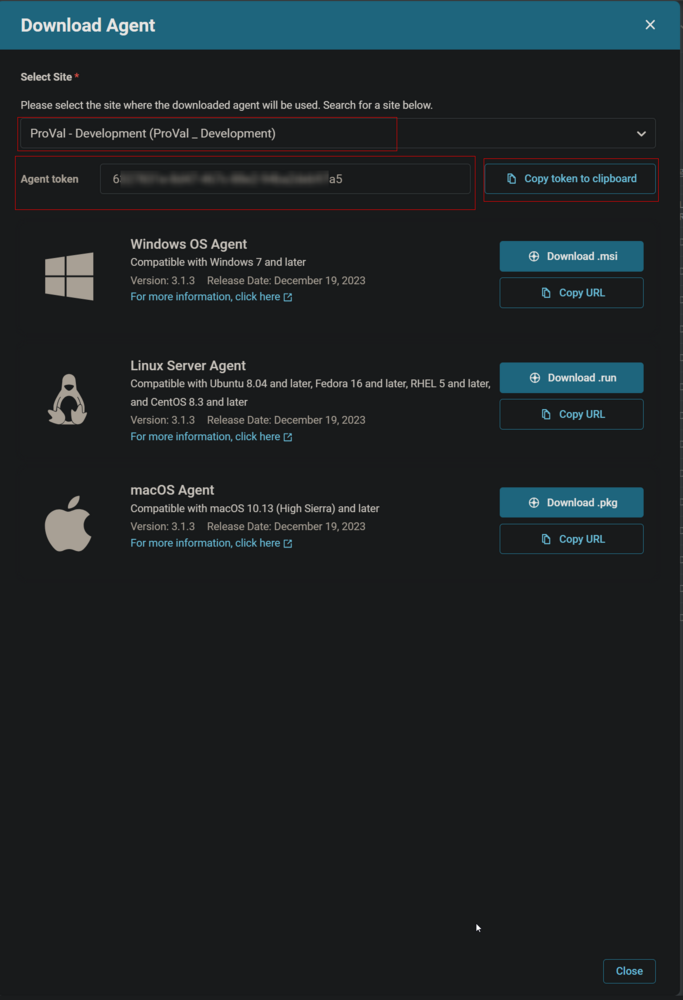 Download Agent
Select Site *
Please select the site where the downloaded agent will be used. Search for a site below.
ProVal - Development (ProVal _ Development)
Agent token 6 a5 Copy token to clipboard
Windows OS Agent
Compatible with Windows 7 and later
Version: 3.1.3 Release Date: December 19, 2023
For more information, click here
Download .msi
Copy URL
Linux Server Agent
Compatible with Ubuntu 8.04 and later, Fedora 16 and later, RHEL 5 and later,
and CentOS 8.3 and later
Version: 3.1.3 Release Date: December 19, 2023
For more information, click here
Download .run
Copy URL
macOS Agent
Compatible with macOS 10.13 (High Sierra) and later
Version: 3.1.3 Release Date: December 19, 2023
For more information, click here
Download .pkg
Copy URL
Close